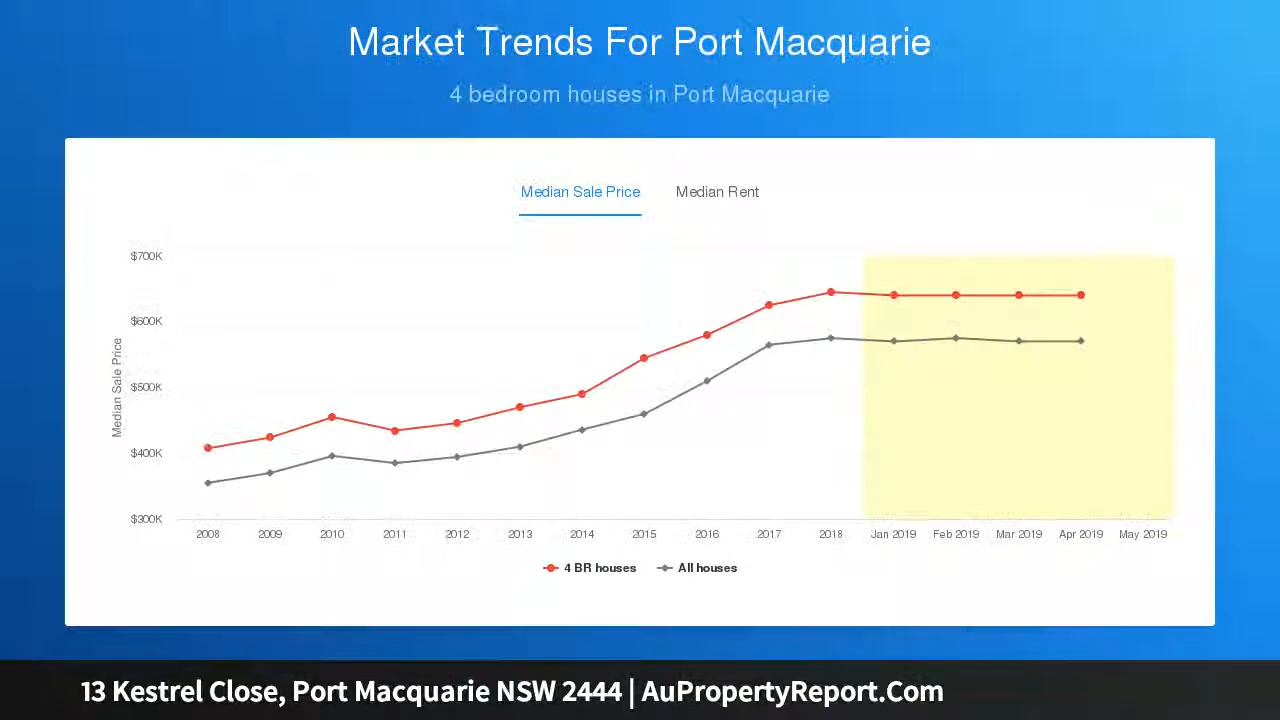 Market Trends For Port Macquarie
4 bedroom houses in Port Macquarie
Median Sale Price Median Rent
Median Sale Price
$700K
$600K
$500K
$400K
$300K
2008 2009 2010 2011 2012 2013 2014 2015 2016 2017 2018 Jan 2019 Feb 2019 Mar 2019 Apr 2019 May 2019
4 BR houses All houses
13 Kestrel Close, Port Macquarie NSW 2444 | AuPropertyReport.Com